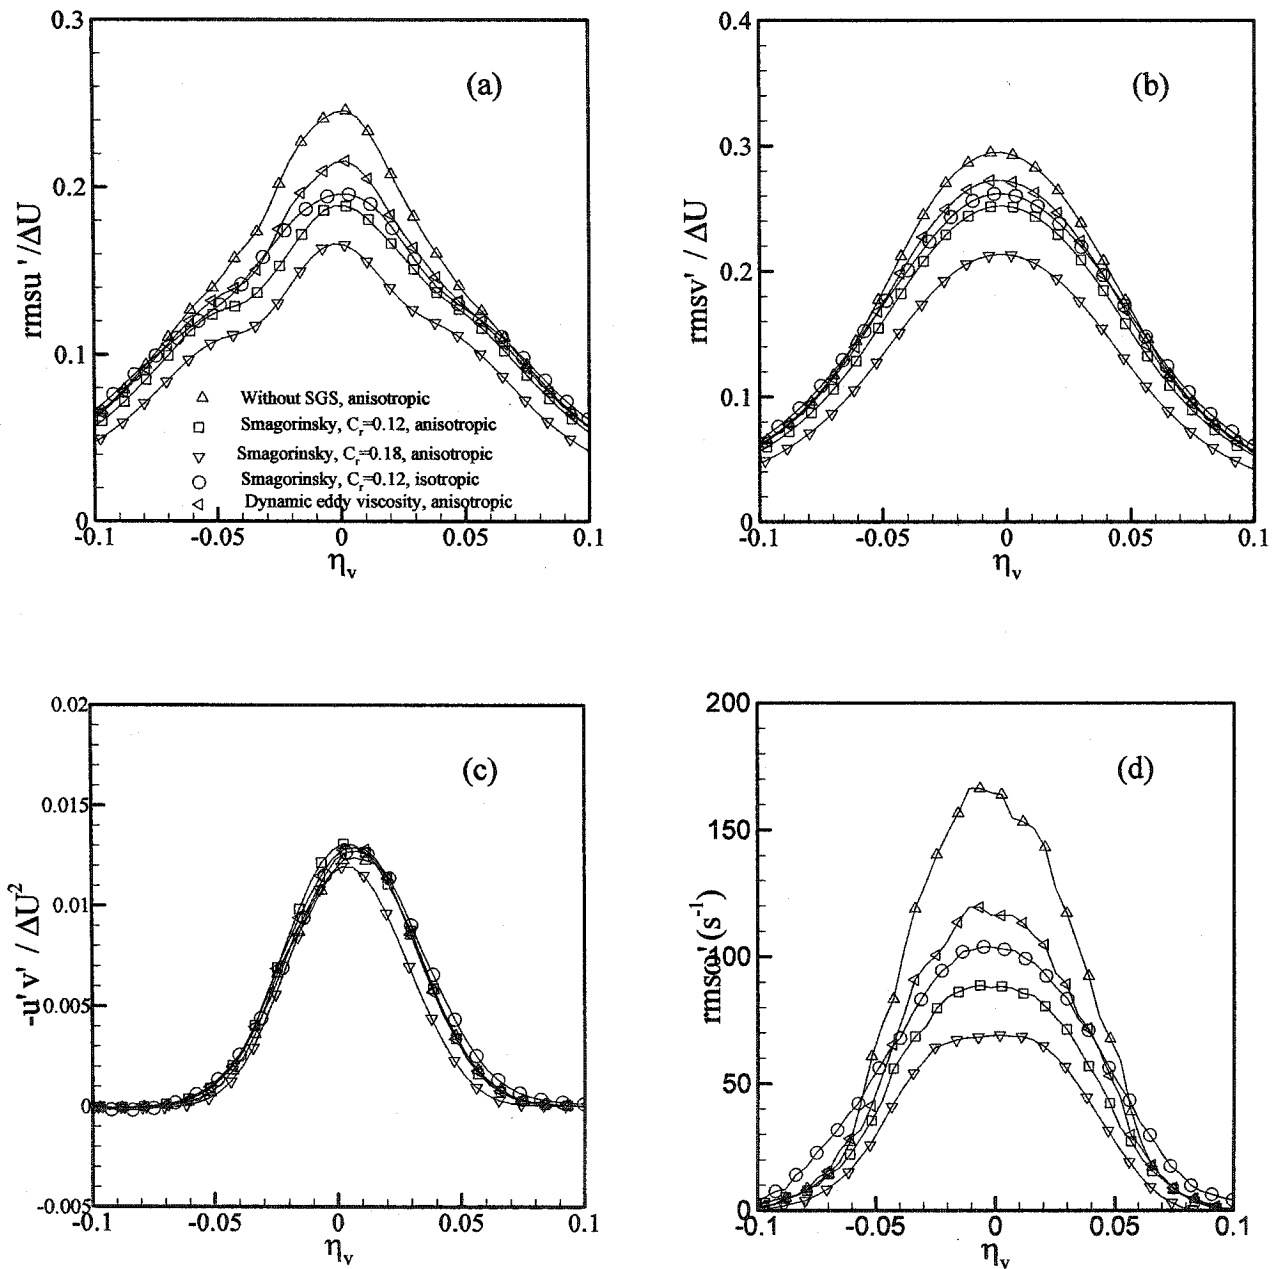 0.3
0.2
0.1
0
rmsu'/ΔU
(a)
Without SGS, anisotropic
Smagorinsky, Cr=0.12, anisotropic
Smagorinsky, Cr=0.18, anisotropic
Smagorinsky, Cr=0.12, isotropic
Dynamic eddy viscosity, anisotropic
-0.1 -0.05 0 0.05 0.1
ηv
0.4
0.3
0.2
0.1
0
rmsv' / ΔU
(b)
-0.1 -0.05 0 0.05 0.1
ηv
0.02
0.015
0.01
0.005
0
-0.005
-u'v' / ΔU²
(c)
-0.1 -0.05 0 0.05 0.1
ηv
200
150
100
50
0
rmsω'(s⁻¹)
(d)
-0.1 -0.05 0 0.05 0.1
ηv